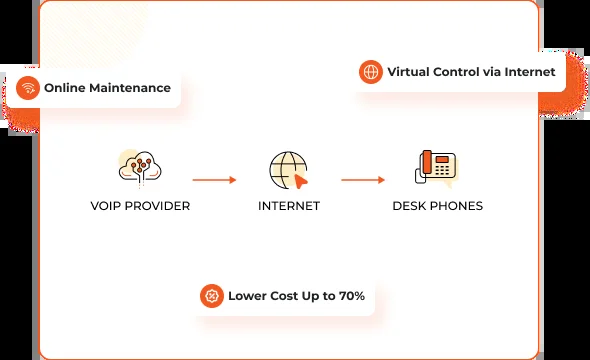 Virtual Control via Internet
Online Maintenance
VOIP PROVIDER
INTERNET
DESK PHONES
Lower Cost Up to 70%